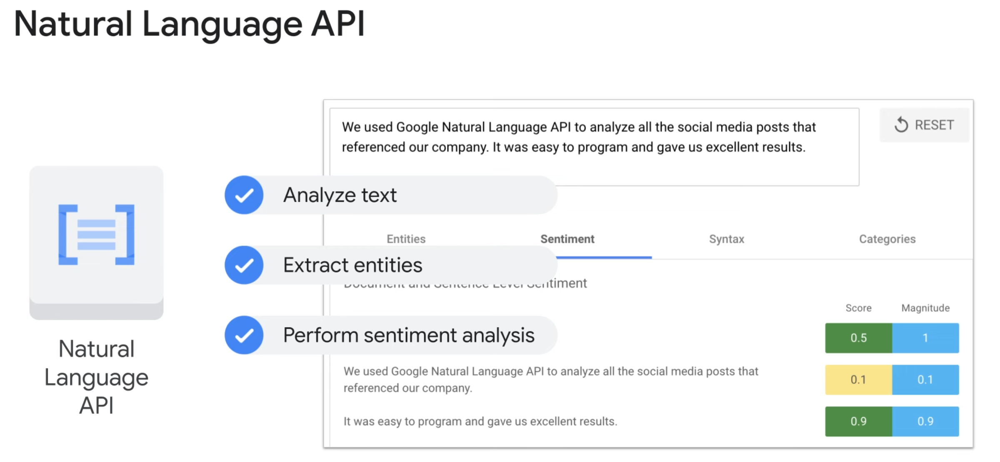 Natural Language API
We used Google Natural Language API to analyze all the social media posts that
referenced our company. It was easy to program and gave us excellent results.
RESET
Analyze text
Entities
Sentiment
Syntax
Categories
Extract entities
Document and Sentence Level Sentiment
Score
Magnitude
Perform sentiment analysis
0.5
1
We used Google Natural Language API to analyze all the social media posts that
referenced our company.
0.1
0.1
It was easy to program and gave us excellent results.
0.9
0.9
Natural
Language
API